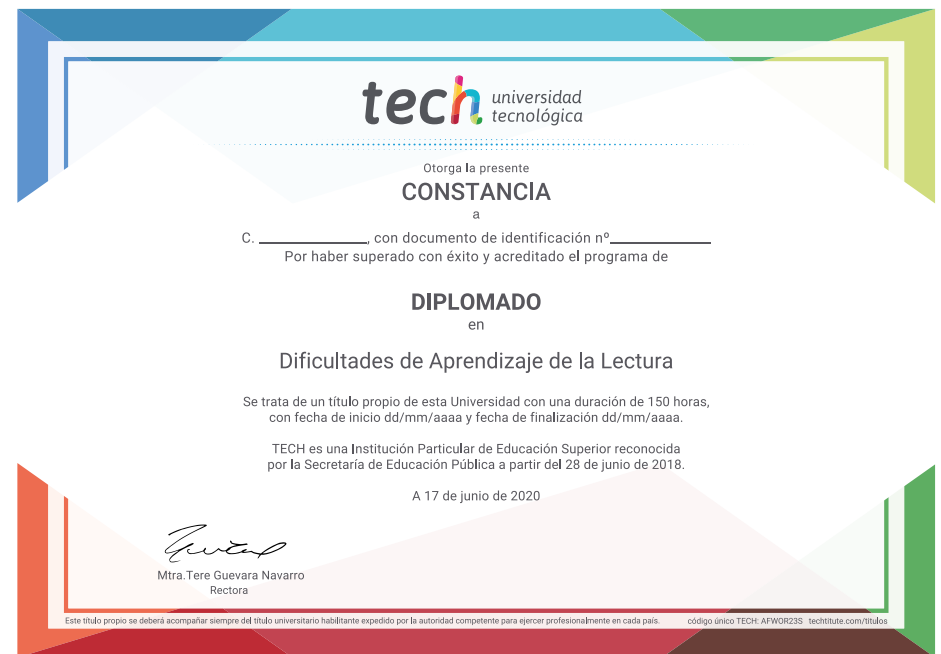 tech universidad
tecnológica
Otorga la presente
CONSTANCIA
a
C. ______________, con documento de identificación nº______________
Por haber superado con éxito y acreditado el programa de
DIPLOMADO
en
Dificultades de Aprendizaje de la Lectura
Se trata de un título propio de esta Universidad con una duración de 150 horas,
con fecha de inicio dd/mm/aaaa y fecha de finalización dd/mm/aaaa.
TECH es una Institución Particular de Educación Superior reconocida
por la Secretaría de Educación Pública a partir del 28 de junio de 2018.
A 17 de junio de 2020
Mtra.Tere Guevara Navarro
Rectora
Este título propio se deberá acompañar siempre del título universitario habilitante expedido por la autoridad competente para ejercer profesionalmente en cada país. código único TECH: AFWOR23S techtitute.com/titulos